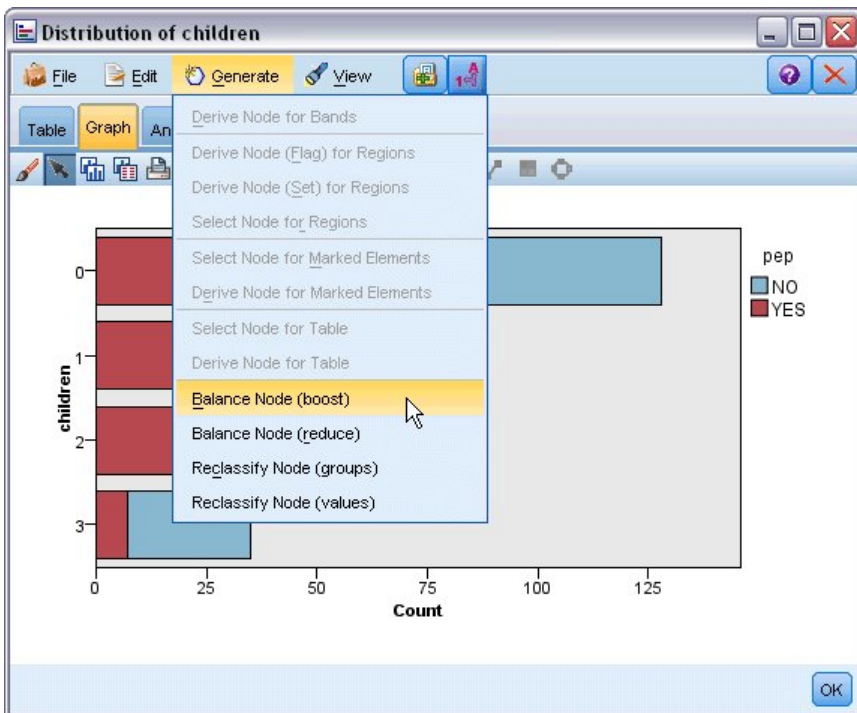 Distribution of children
File Edit Generate View
Table Graph An
Derive Node for Bands
Derive Node (Flag) for Regions
Derive Node (Set) for Regions
Select Node for Regions
Select Node for Marked Elements
Derive Node for Marked Elements
Select Node for Table
Derive Node for Table
Balance Node (boost)
Balance Node (reduce)
Reclassify Node (groups)
Reclassify Node (values)
pep
NO
YES
children
0
1
2
3
0 25 50 75 100 125
Count
OK